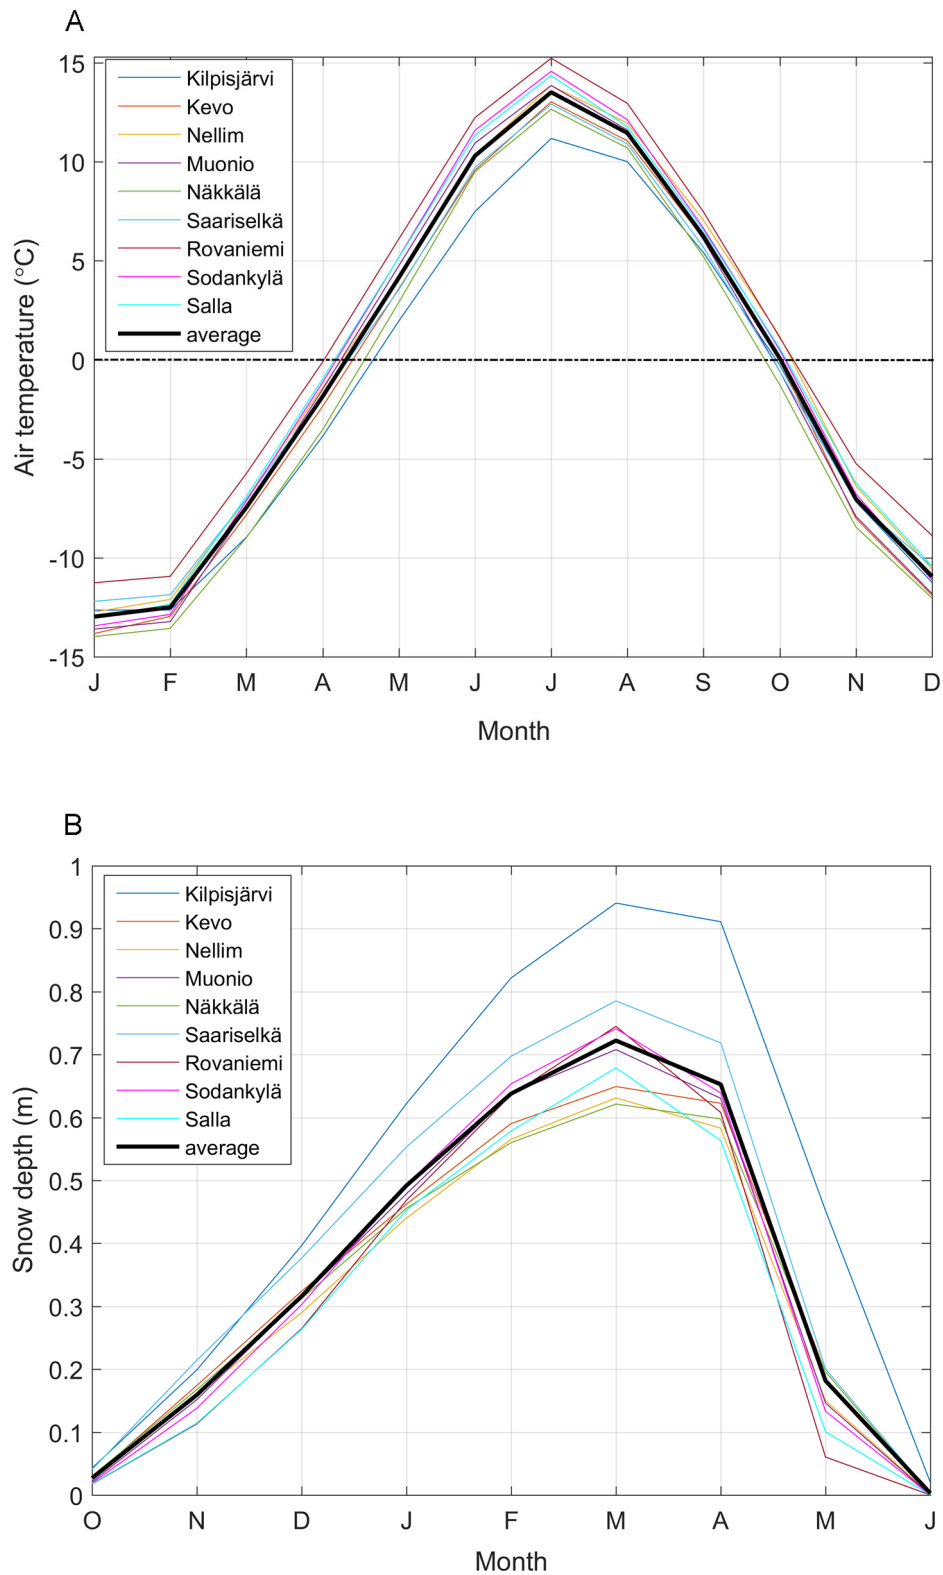 A
15
10
5
0
-5
-10
-15
Air temperature (°C)
Kilpisjärvi
Kevo
Nellim
Muonio
Näkkälä
Saariselkä
Rovaniemi
Sodankylä
Salla
average
J F M A M J J A S O N D
Month
B
1
0.9
0.8
0.7
0.6
0.5
0.4
0.3
0.2
0.1
0
Snow depth (m)
Kilpisjärvi
Kevo
Nellim
Muonio
Näkkälä
Saariselkä
Rovaniemi
Sodankylä
Salla
average
O N D J F M A M J
Month